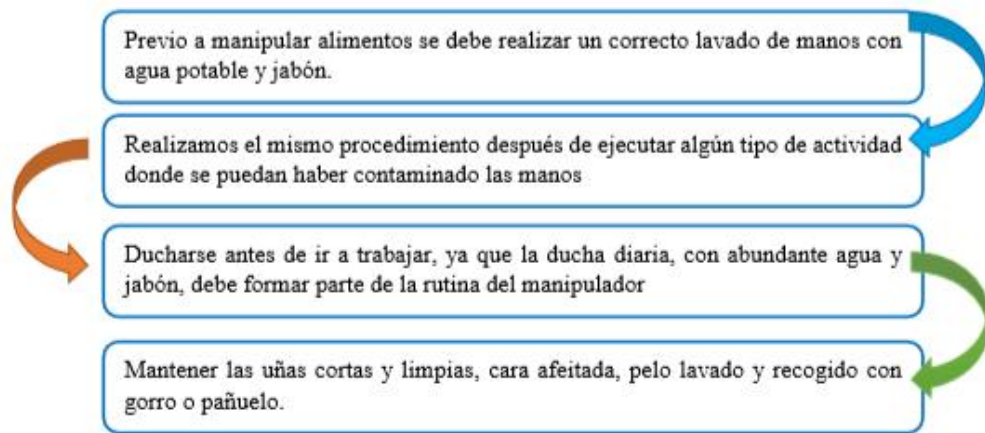 Previo a manipular alimentos se debe realizar un correcto lavado de manos con
agua potable y jabón.
Realizamos el mismo procedimiento después de ejecutar algún tipo de actividad
donde se puedan haber contaminado las manos
Ducharse antes de ir a trabajar, ya que la ducha diaria, con abundante agua y
jabón, debe formar parte de la rutina del manipulador
Mantener las uñas cortas y limpias, cara afeitada, pelo lavado y recogido con
gorro o pañuelo.